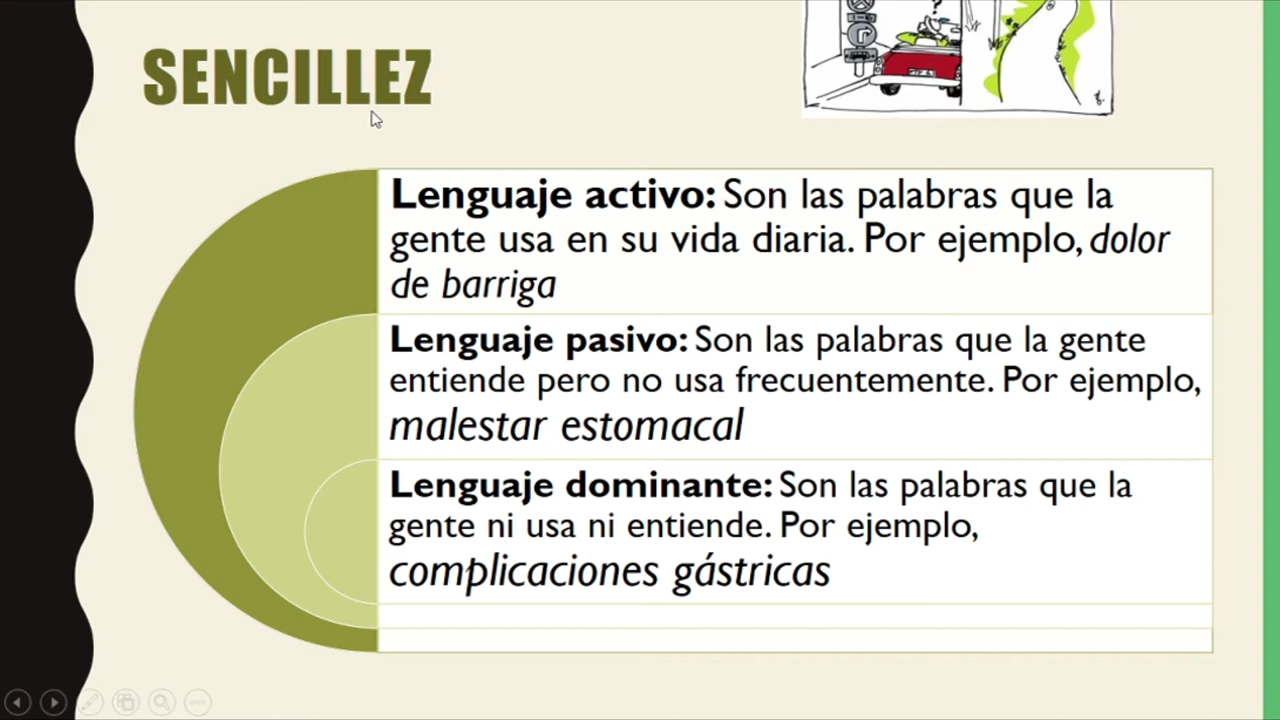 SENCILLEZ
Lenguaje activo: Son las palabras que la
gente usa en su vida diaria. Por ejemplo, dolor
de barriga
Lenguaje pasivo: Son las palabras que la gente
entiende pero no usa frecuentemente. Por ejemplo,
malestar estomacal
Lenguaje dominante: Son las palabras que la
gente ni usa ni entiende. Por ejemplo,
complicaciones gástricas